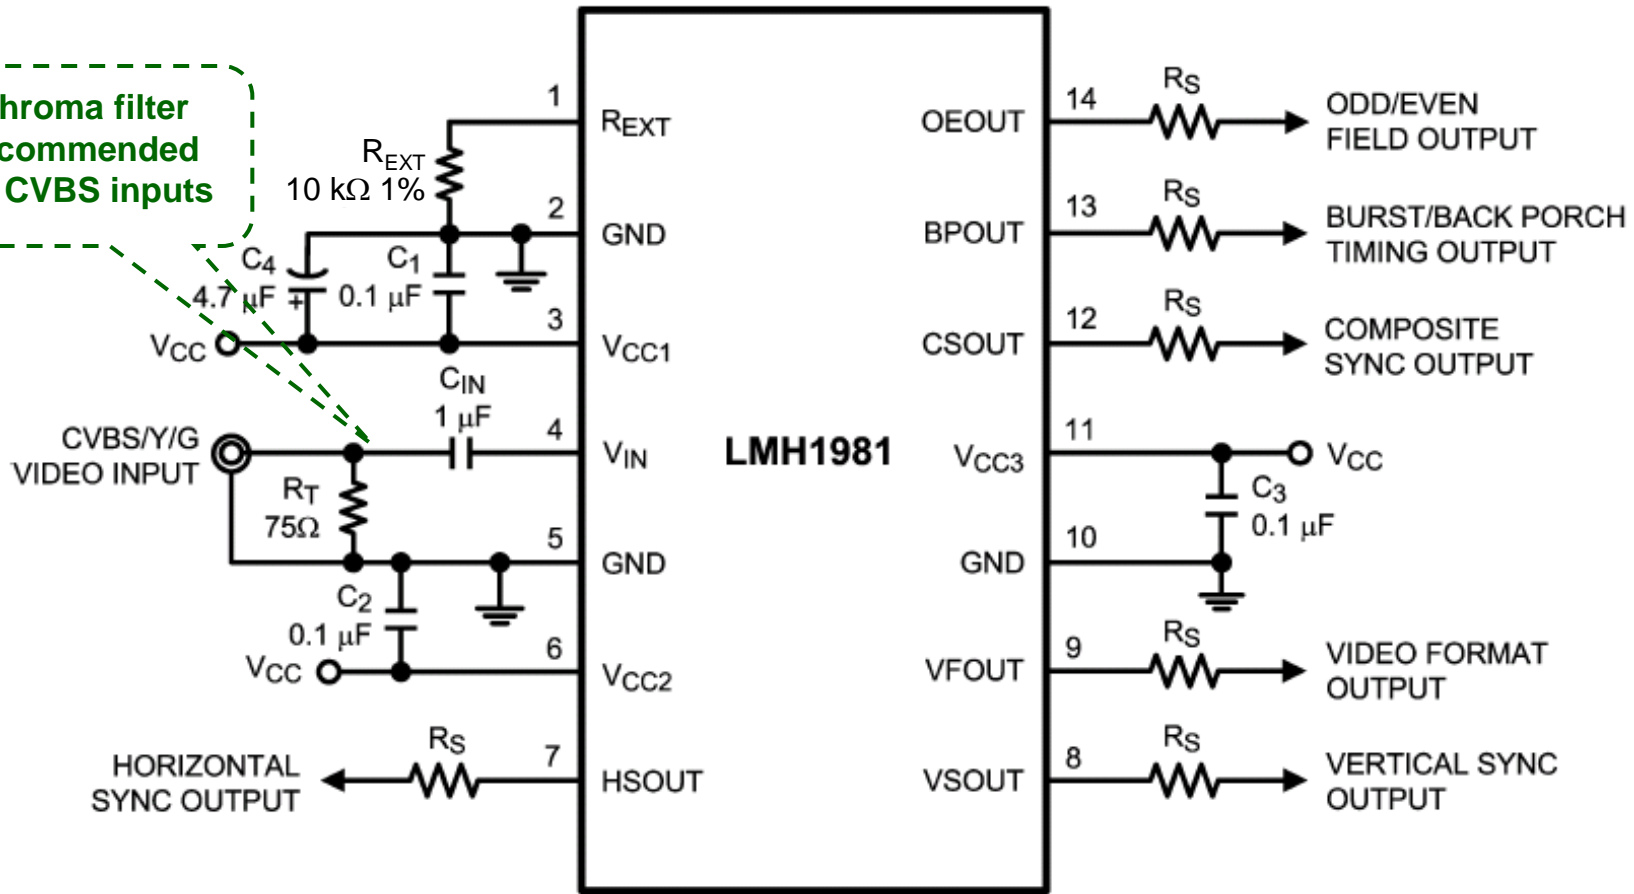 hroma filter
commended
CVBS inputs
1
REXT
REXT
10 kΩ 1%
2
GND
C4
4.7 μF +
C1
0.1 μF
3
VCC
VCC1
CIN
1 μF
CVBS/Y/G
VIDEO INPUT
4
VIN
RT
75Ω
5
GND
C2
0.1 μF
6
VCC
VCC2
RS
7
HORIZONTAL
SYNC OUTPUT
HSOUT
LMH1981
OEOUT
14
RS
ODD/EVEN
FIELD OUTPUT
BPOUT
13
RS
BURST/BACK PORCH
TIMING OUTPUT
CSOUT
12
RS
COMPOSITE
SYNC OUTPUT
VCC3
11
VCC
C3
0.1 μF
GND
10
VFOUT
9
RS
VIDEO FORMAT
OUTPUT
VSOUT
8
RS
VERTICAL SYNC
OUTPUT